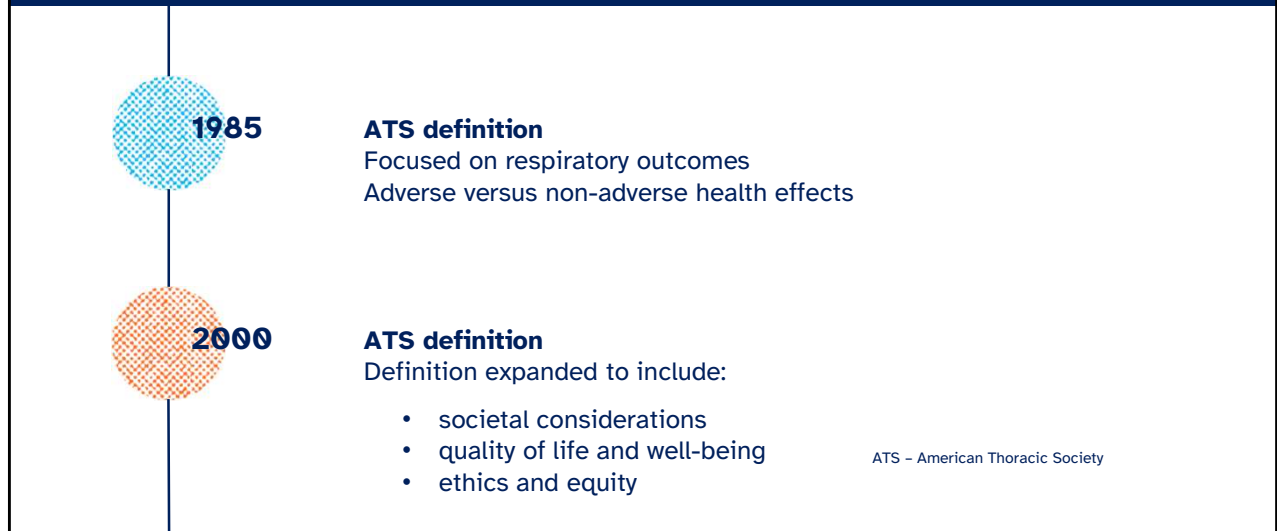 1985
ATS definition
Focused on respiratory outcomes
Adverse versus non-adverse health effects
2000
ATS definition
Definition expanded to include:
• societal considerations
• quality of life and well-being
• ethics and equity
ATS – American Thoracic Society